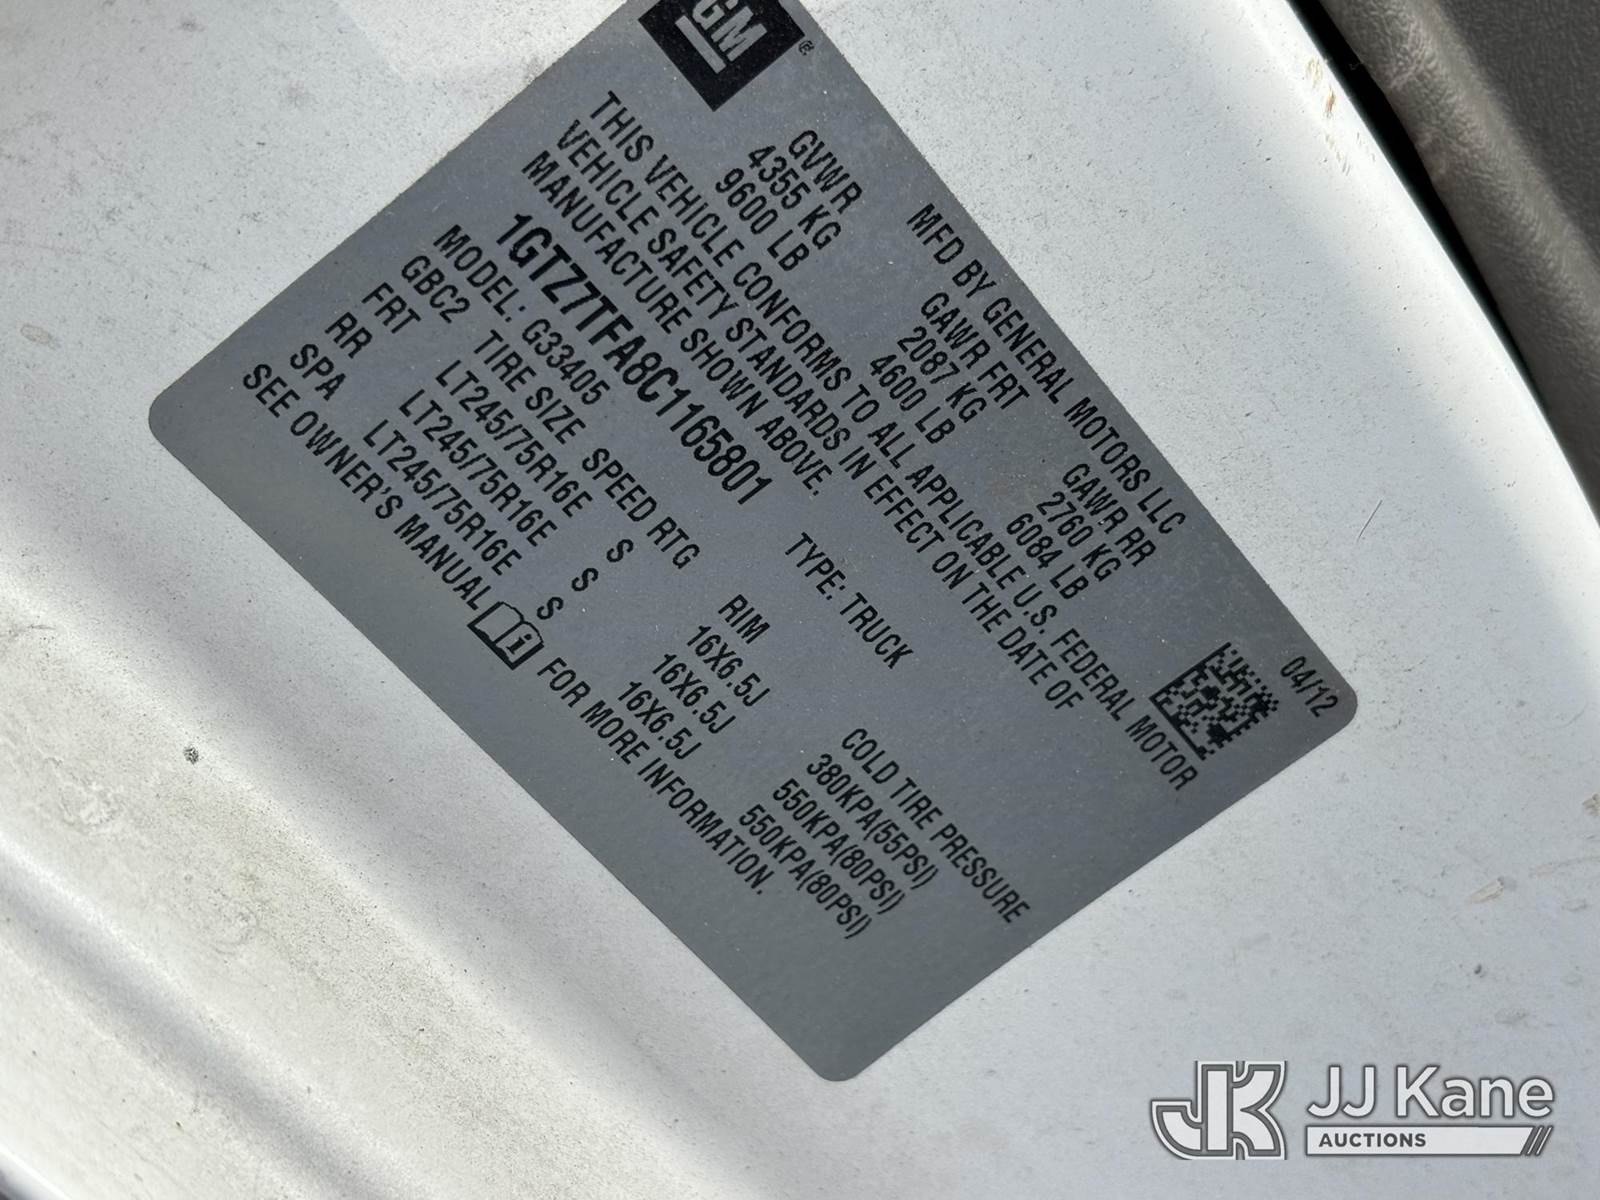 GM
MFD BY GENERAL MOTORS LLC 04/12
GVWR GAWR FRT GAWR RR
4355 KG 2087 KG 2760 KG
9600 LB 4600 LB 6084 LB
THIS VEHICLE CONFORMS TO ALL APPLICABLE U.S. FEDERAL MOTOR
VEHICLE SAFETY STANDARDS IN EFFECT ON THE DATE OF
MANUFACTURE SHOWN ABOVE.
1GTZ7TFA8C1165801 TYPE: TRUCK
MODEL: G33405
GBC2 TIRE SIZE SPEED RTG RIM COLD TIRE PRESSURE
FRT LT245/75R16E S 16X6.5J 380KPA(55PSI)
RR LT245/75R16E S 16X6.5J 550KPA(80PSI)
SPA LT245/75R16E S 16X6.5J 550KPA(80PSI)
SEE OWNER'S MANUAL i FOR MORE INFORMATION.
JK JJ Kane
AUCTIONS